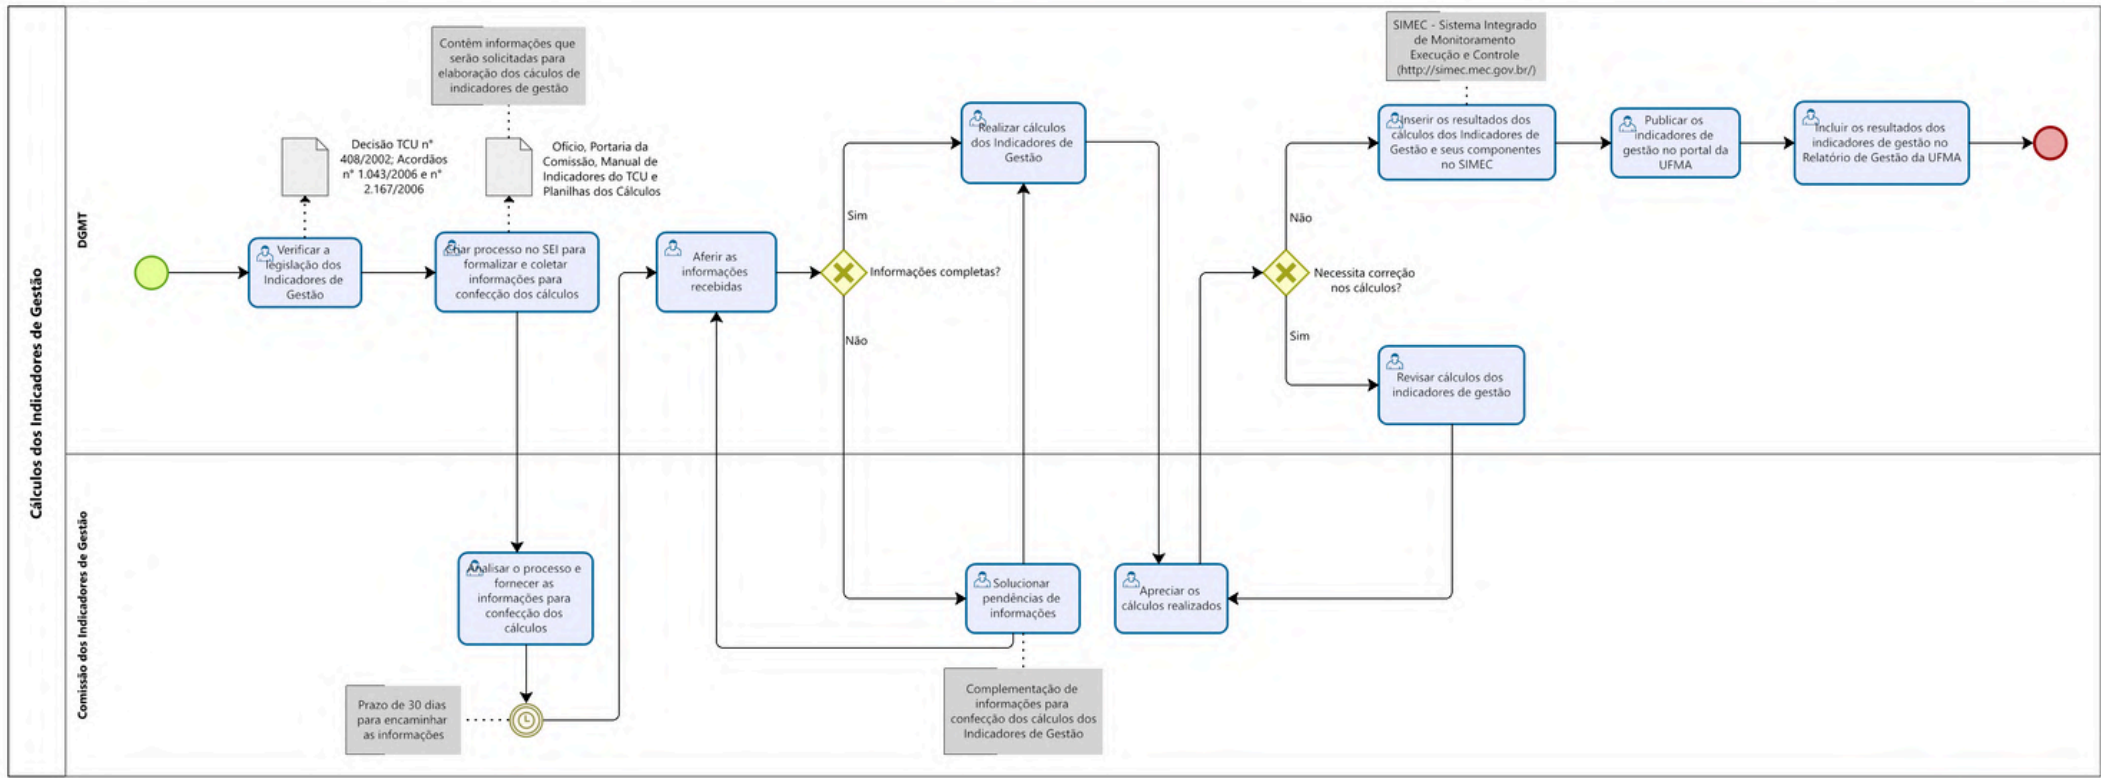 Cálculos dos Indicadores de Gestão
DGMT
Contêm informações que
serão solicitadas para
elaboração dos cáculos de
indicadores de gestão
Decisão TCU n°
408/2002; Acordãos
n° 1.043/2006 e n°
2.167/2006
Ofício, Portaria da
Comissão, Manual de
Indicadores do TCU e
Planilhas dos Cálculos
Verificar a
legislação dos
Indicadores de
Gestão
Criar processo no SEI para
formalizar e coletar
informações para
confecção dos cálculos
Aferir as
informações
recebidas
Informações completas?
Sim
Não
Realizar cálculos
dos Indicadores de
Gestão
SIMEC - Sistema Integrado
de Monitoramento
Execução e Controle
(http://simec.mec.gov.br/)
Inserir os resultados dos
cálculos dos Indicadores de
Gestão e seus componentes
no SIMEC
Publicar os
indicadores de
gestão no portal da
UFMA
Incluir os resultados dos
indicadores de gestão no
Relatório de Gestão da UFMA
Não
Necessita correção
nos cálculos?
Sim
Revisar cálculos dos
indicadores de gestão
Comissão dos Indicadores de Gestão
Analisar o processo e
fornecer as
informações para
confecção dos
cálculos
Prazo de 30 dias
para encaminhar
as informações
Solucionar
pendências de
informações
Complementação de
informações para
confecção dos cálculos dos
Indicadores de Gestão
Apreciar os
cálculos realizados